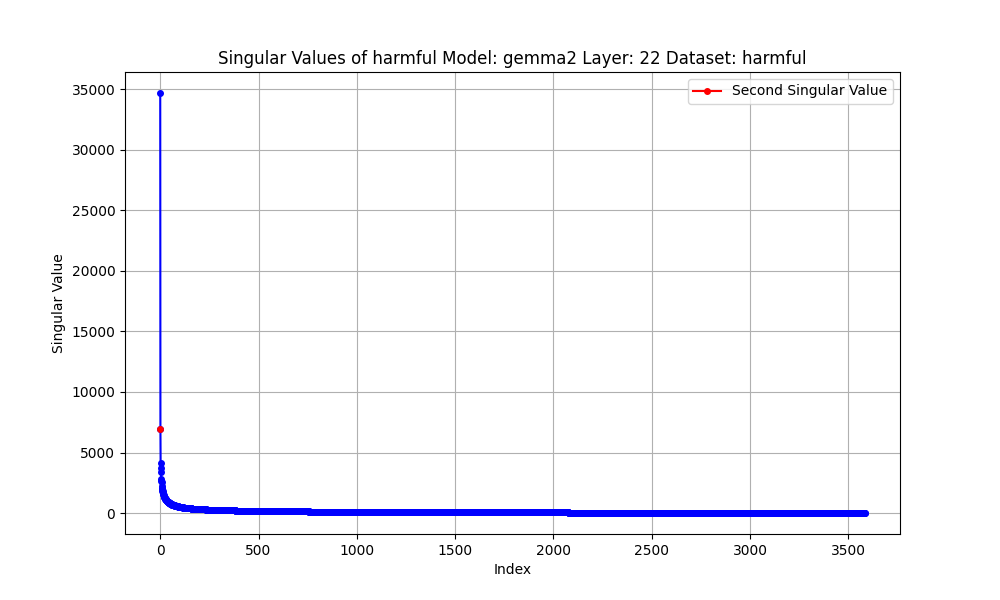 Singular Values of harmful Model: gemma2 Layer: 22 Dataset: harmful
Second Singular Value
35000
30000
25000
20000
15000
10000
5000
0
Singular Value
0 500 1000 1500 2000 2500 3000 3500
Index